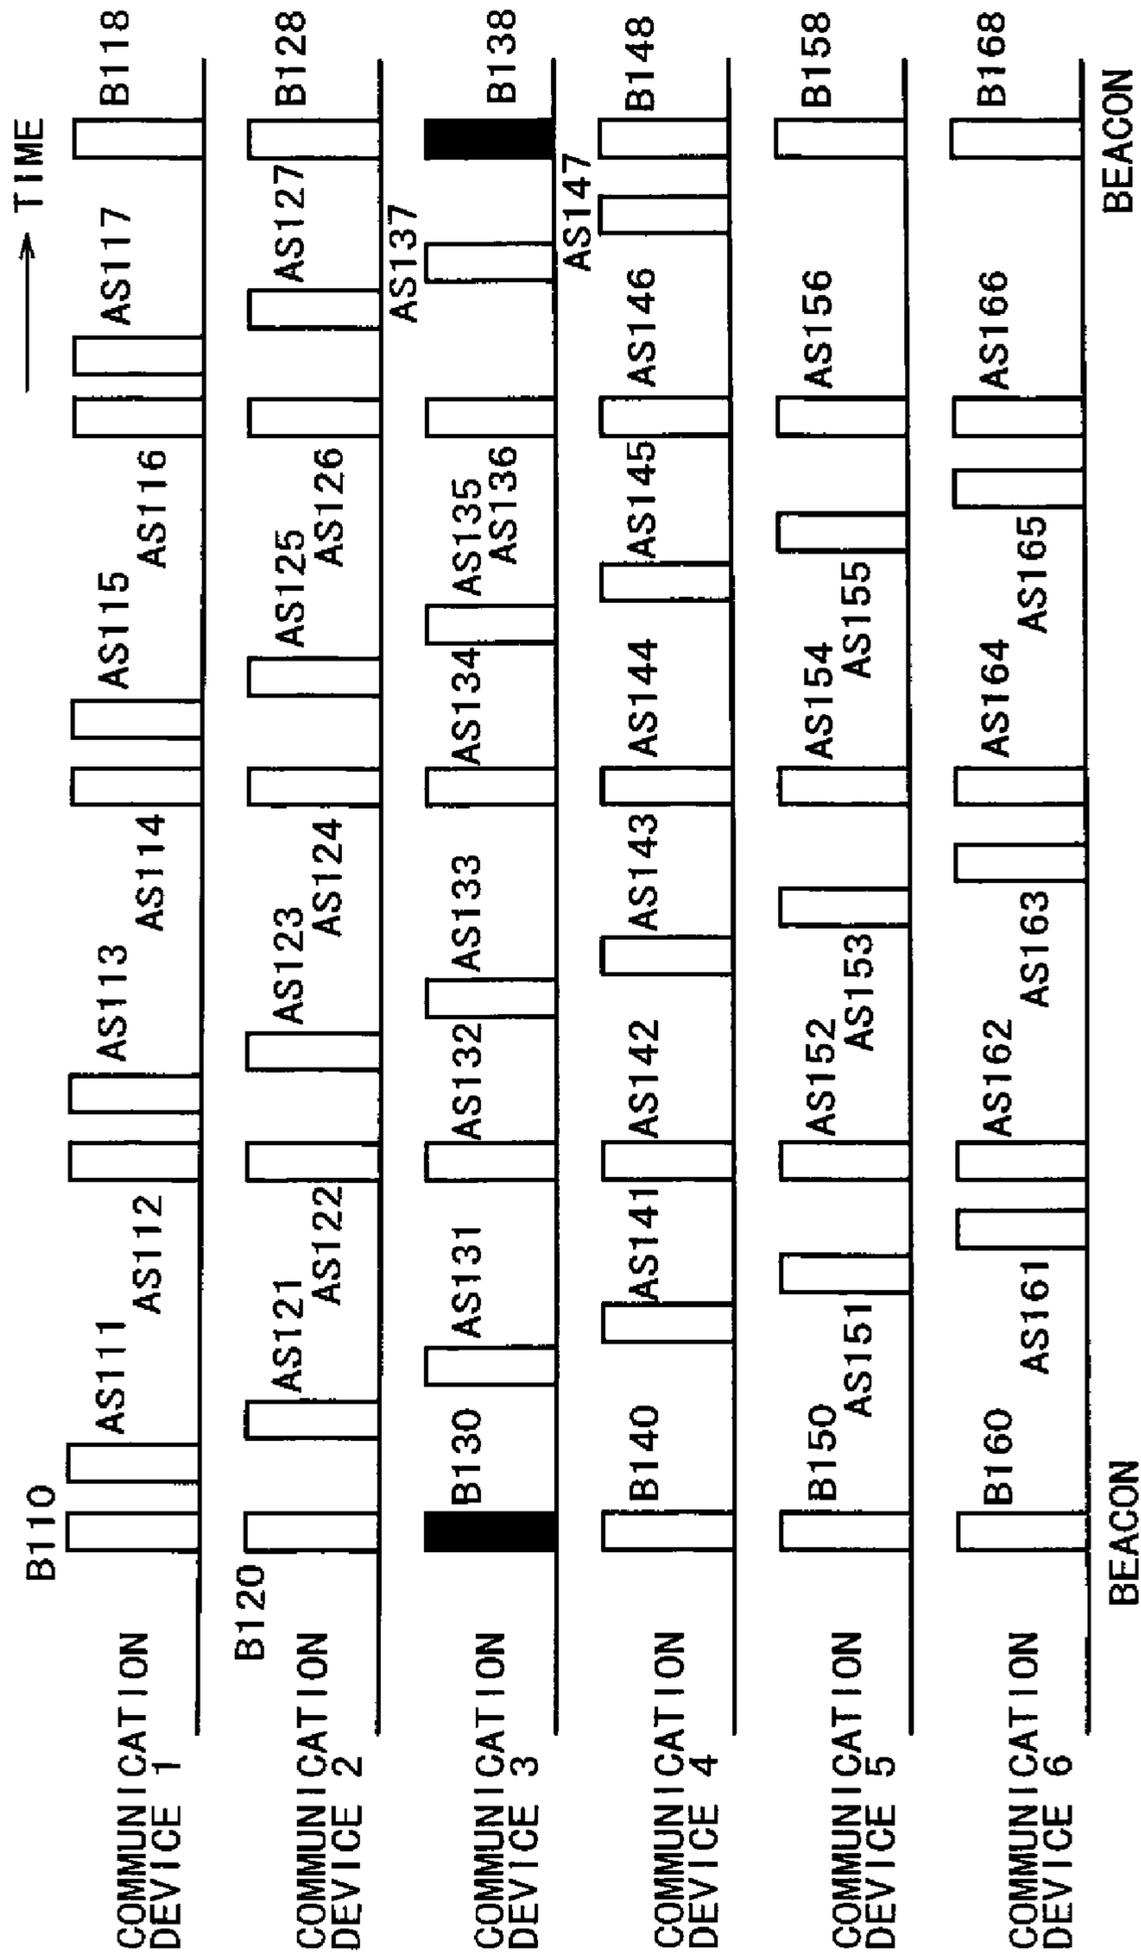 TIME
COMMUNICATION
DEVICE 1
B110
AS111
AS112
AS113
AS114
AS115
AS116
AS117
B118
COMMUNICATION
DEVICE 2
B120
AS121
AS122
AS123
AS124
AS125
AS126
AS127
B128
COMMUNICATION
DEVICE 3
B130
AS131
AS132
AS133
AS134
AS135
AS136
AS137
B138
COMMUNICATION
DEVICE 4
B140
AS141
AS142
AS143
AS144
AS145
AS146
AS147
B148
COMMUNICATION
DEVICE 5
B150
AS151
AS152
AS153
AS154
AS155
AS156
B158
COMMUNICATION
DEVICE 6
B160
AS161
AS162
AS163
AS164
AS165
AS166
B168
BEACON
BEACON